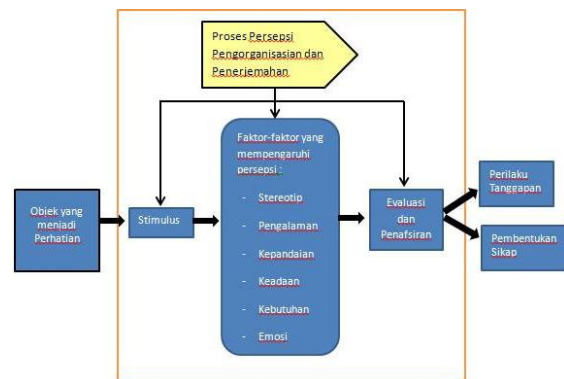 Proses Persepsi
Pengorganisasian dan
Penerjemahan
Faktor-faktor yang
mempengaruhi
persepsi :
- Stereotip
- Pengalaman
- Kepandaian
- Keadaan
- Kebutuhan
- Emosi
Objek yang
menjadi
Perhatian
Stimulus
Evaluasi
dan
Penafsiran
Perilaku
Tanggapan
Pembentukan
Sikap